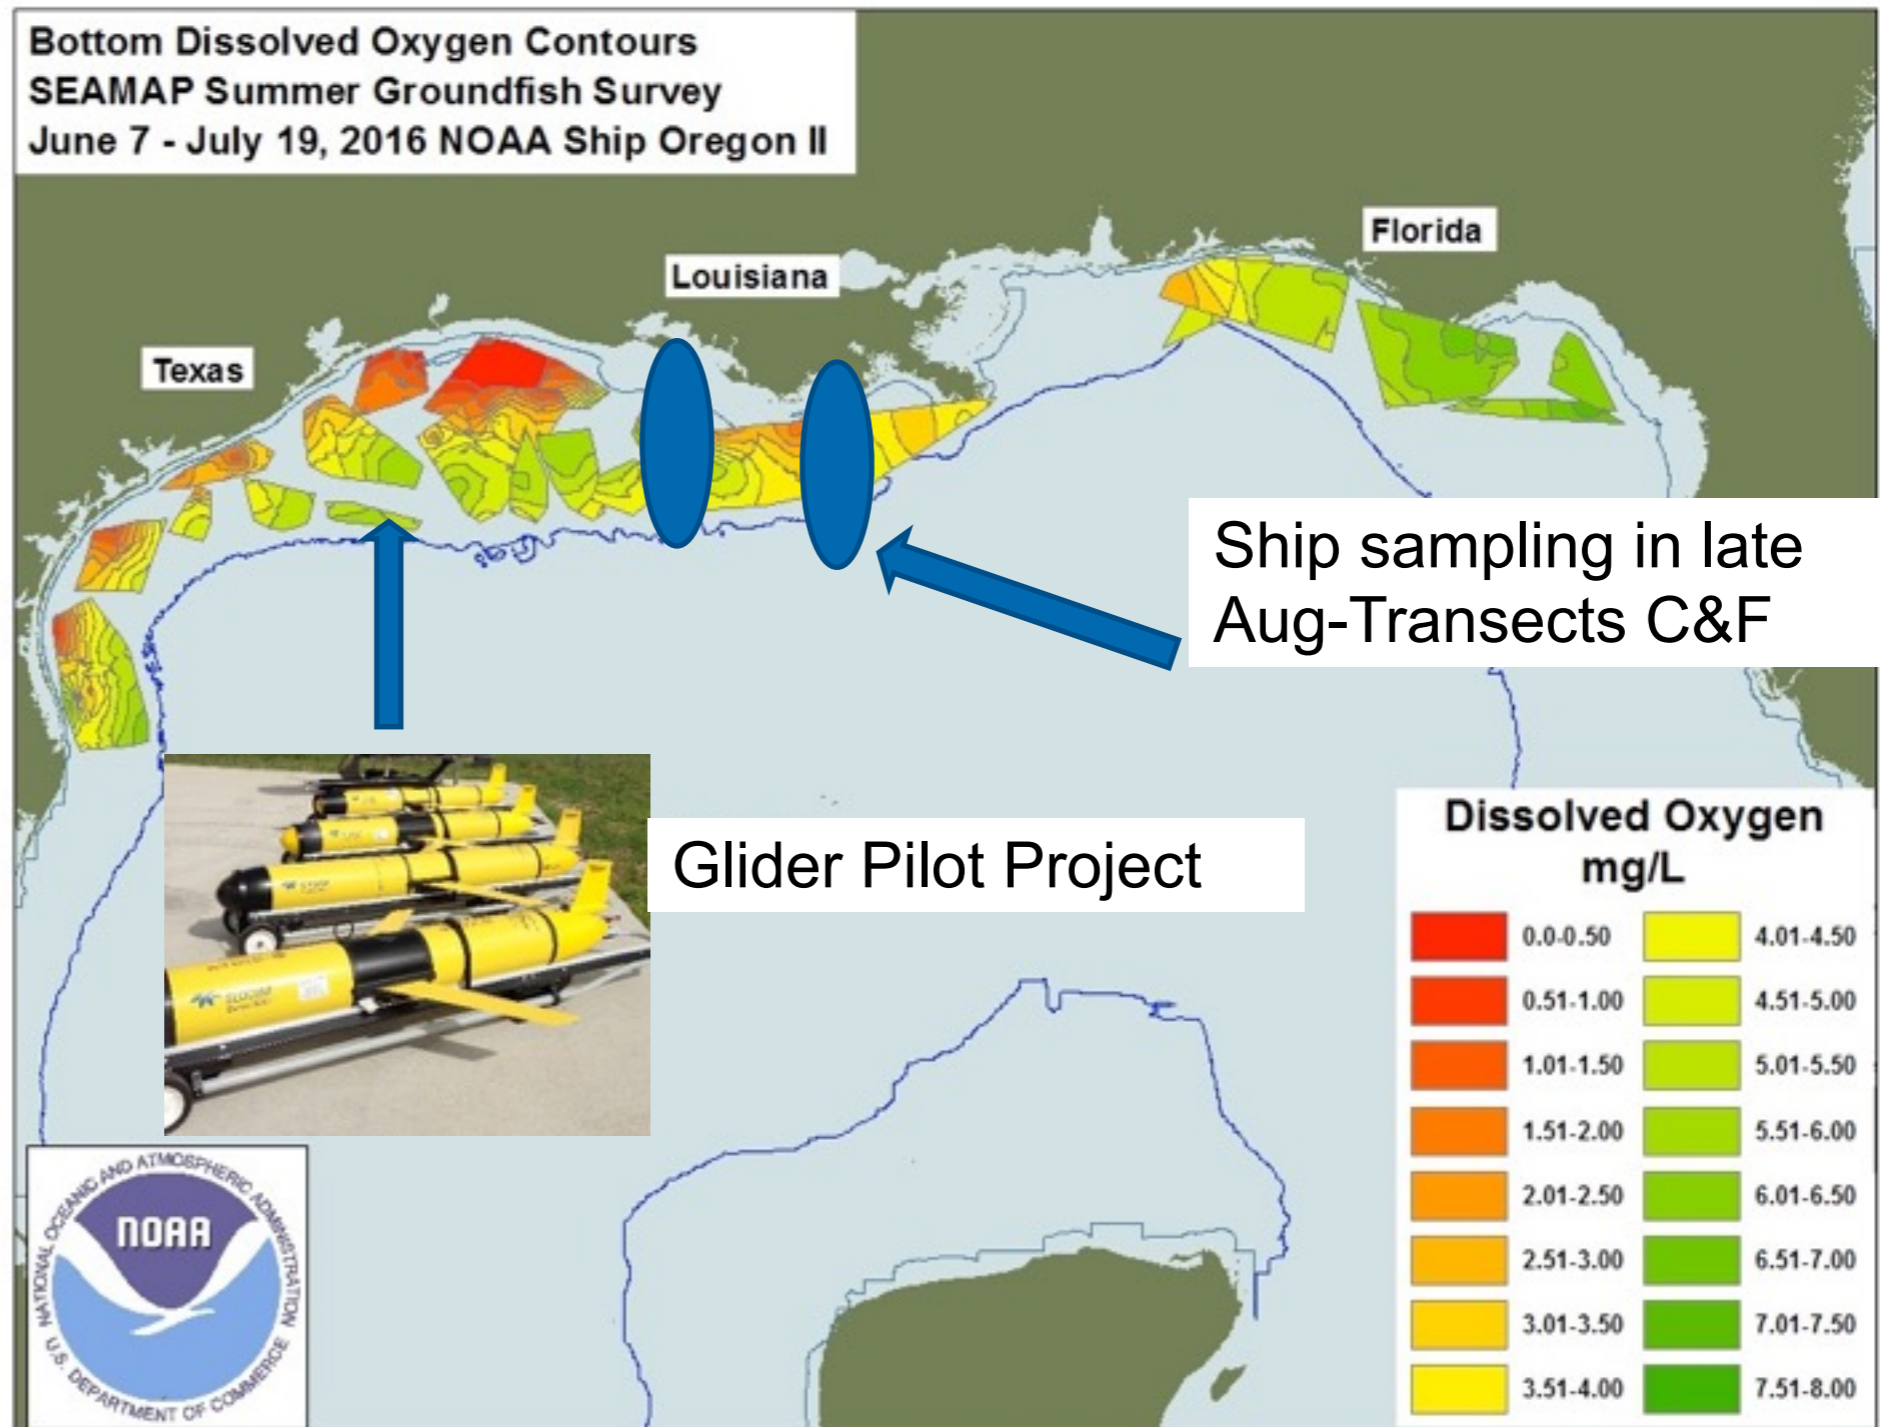 Bottom Dissolved Oxygen Contours
SEAMAP Summer Groundfish Survey
June 7 - July 19, 2016 NOAA Ship Oregon II
Florida
Louisiana
Texas
Ship sampling in late
Aug-Transects C&F
Glider Pilot Project
SLOCUM
Dissolved Oxygen
mg/L
0.0-0.50
0.51-1.00
1.01-1.50
1.51-2.00
2.01-2.50
2.51-3.00
3.01-3.50
3.51-4.00
4.01-4.50
4.51-5.00
5.01-5.50
5.51-6.00
6.01-6.50
6.51-7.00
7.01-7.50
7.51-8.00
NATIONAL OCEANIC AND ATMOSPHERIC ADMINISTRATION
NOAA
U.S. DEPARTMENT OF COMMERCE